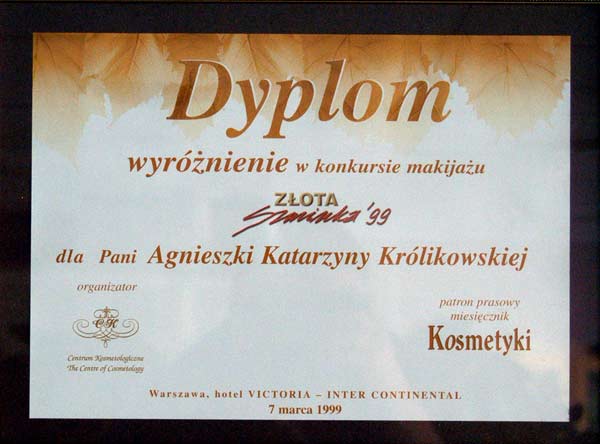 Dyplom
wyróżnienie w konkursie makijażu
ZŁOTA
Szminka '99
dla Pani Agnieszki Katarzyny Królikowskiej
organizator
CK
Centrum Kosmetologiczne
The Centre of Cosmetology
patron prasowy
miesięcznik
Kosmetyki
Warszawa, hotel VICTORIA – INTER CONTINENTAL
7 marca 1999